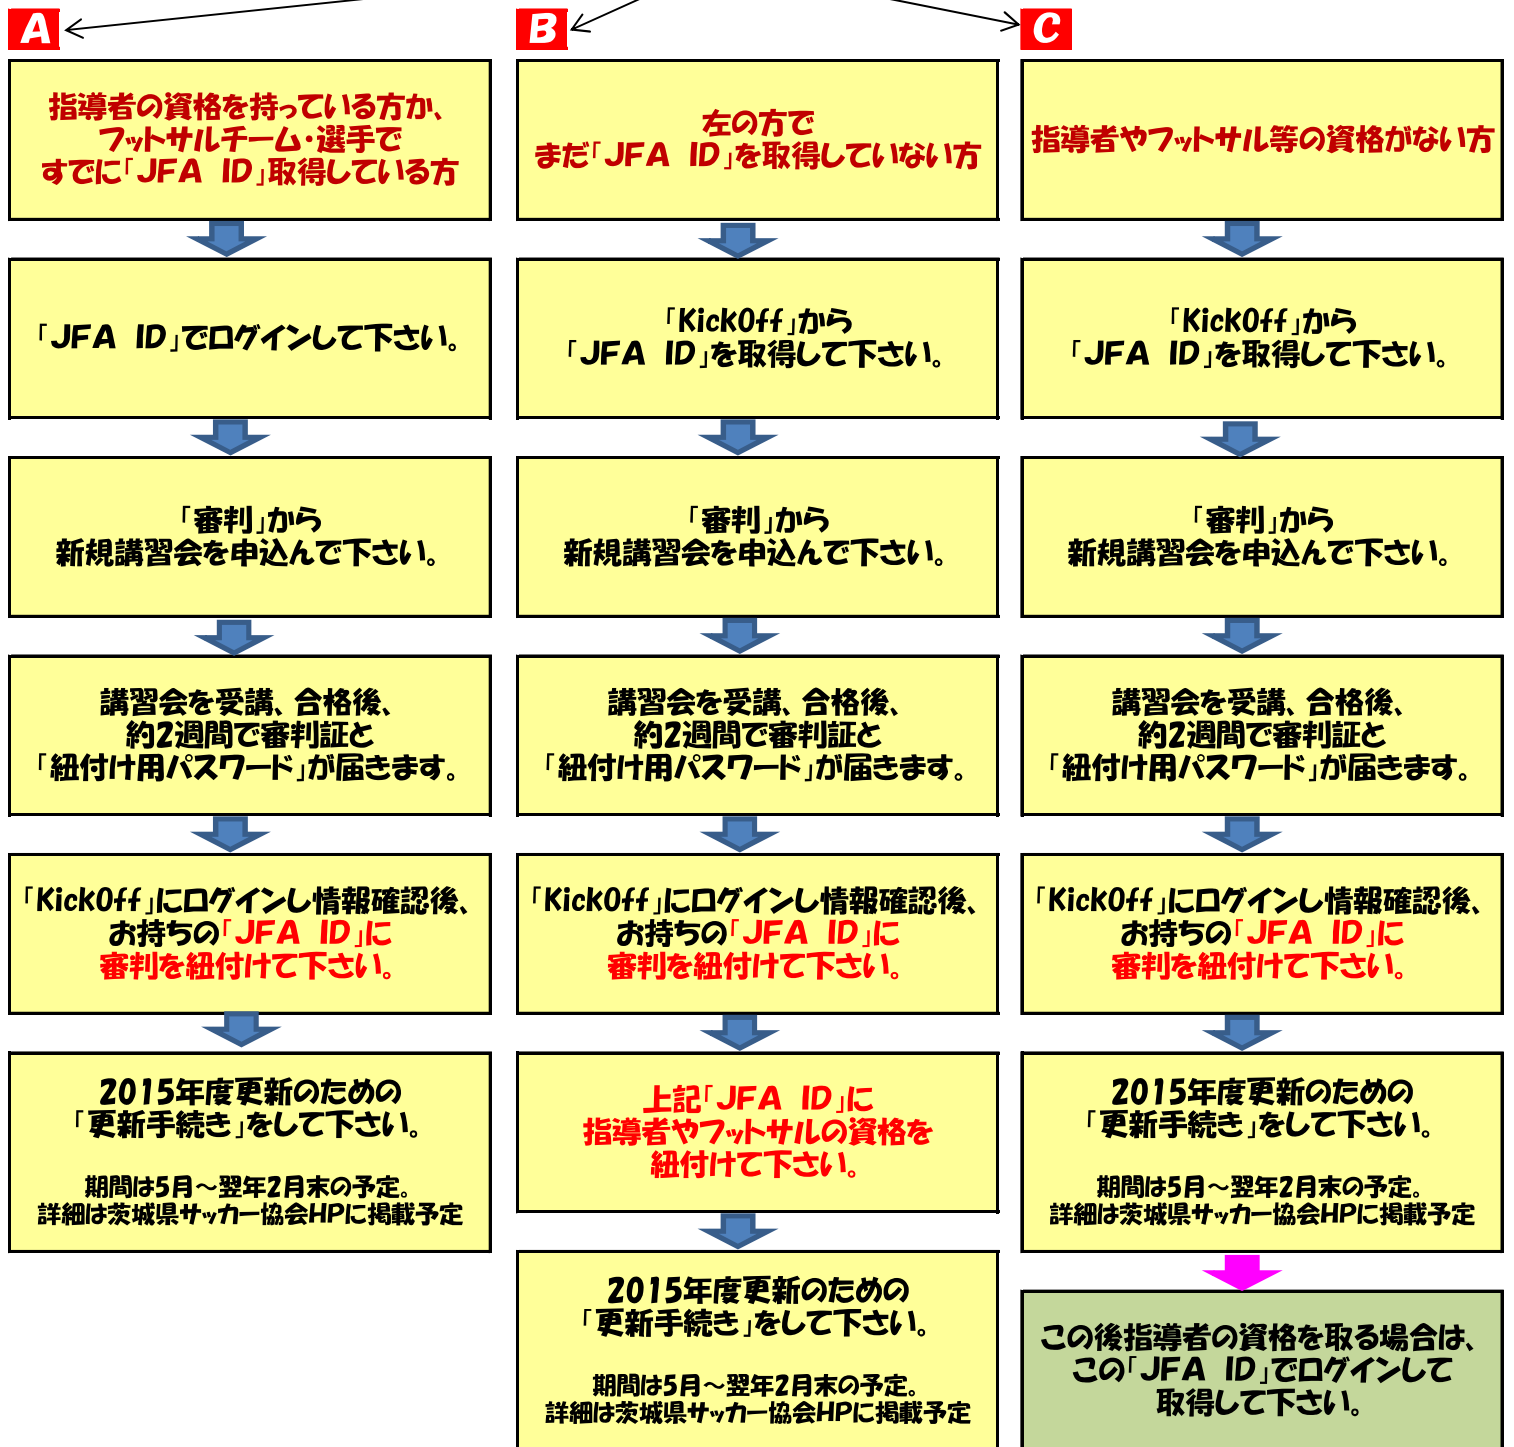 A
指導者の資格を持っている方か、
フットサルチーム・選手で
すでに「JFA ID」取得している方
「JFA ID」でログインして下さい。
「審判」から
新規講習会を申込んで下さい。
講習会を受講、合格後、
約2週間で審判証と
「紐付け用パスワード」が届きます。
「KickOff」にログインし情報確認後、
お持ちの「JFA ID」に
審判を紐付けて下さい。
2015年度更新のための
「更新手続き」をして下さい。
期間は5月～翌年2月末の予定。
詳細は茨城県サッカー協会HPに掲載予定
B
左の方で
まだ「JFA ID」を取得していない方
「KickOff」から
「JFA ID」を取得して下さい。
「審判」から
新規講習会を申込んで下さい。
講習会を受講、合格後、
約2週間で審判証と
「紐付け用パスワード」が届きます。
「KickOff」にログインし情報確認後、
お持ちの「JFA ID」に
審判を紐付けて下さい。
上記「JFA ID」に
指導者やフットサルの資格を
紐付けて下さい。
2015年度更新のための
「更新手続き」をして下さい。
期間は5月～翌年2月末の予定。
詳細は茨城県サッカー協会HPに掲載予定
C
指導者やフットサル等の資格がない方
「KickOff」から
「JFA ID」を取得して下さい。
「審判」から
新規講習会を申込んで下さい。
講習会を受講、合格後、
約2週間で審判証と
「紐付け用パスワード」が届きます。
「KickOff」にログインし情報確認後、
お持ちの「JFA ID」に
審判を紐付けて下さい。
2015年度更新のための
「更新手続き」をして下さい。
期間は5月～翌年2月末の予定。
詳細は茨城県サッカー協会HPに掲載予定
この後指導者の資格を取る場合は、
この「JFA ID」でログインして
取得して下さい。